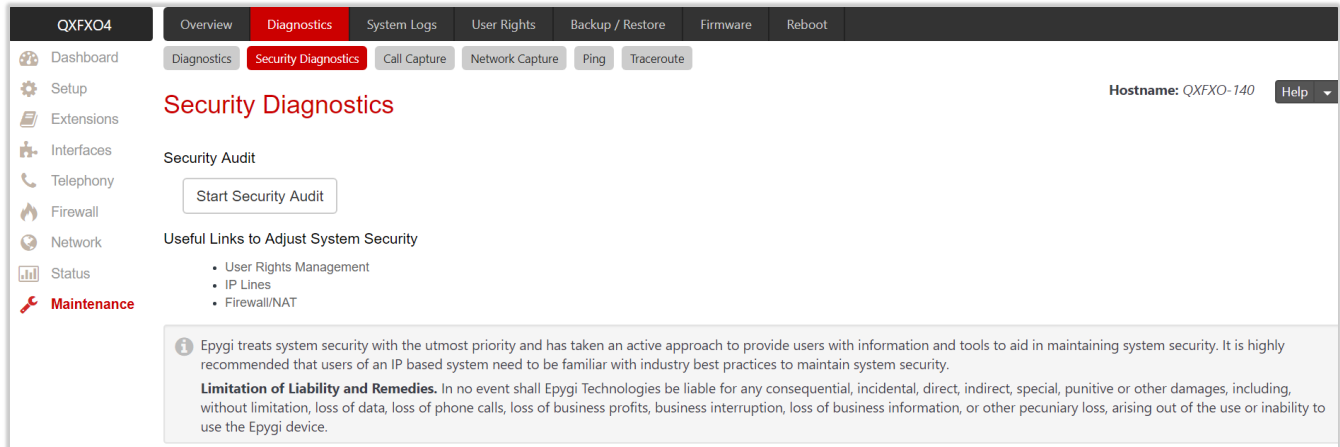 QXFXO4
Overview
Diagnostics
System Logs
User Rights
Backup / Restore
Firmware
Reboot
Dashboard
Setup
Extensions
Interfaces
Telephony
Firewall
Network
Status
Maintenance
Diagnostics
Security Diagnostics
Call Capture
Network Capture
Ping
Traceroute
Hostname: QXFXO-140
Help
Security Diagnostics
Security Audit
Start Security Audit
Useful Links to Adjust System Security
• User Rights Management
• IP Lines
• Firewall/NAT
Epygi treats system security with the utmost priority and has taken an active approach to provide users with information and tools to aid in maintaining system security. It is highly
recommended that users of an IP based system need to be familiar with industry best practices to maintain system security.
Limitation of Liability and Remedies. In no event shall Epygi Technologies be liable for any consequential, incidental, direct, indirect, special, punitive or other damages, including,
without limitation, loss of data, loss of phone calls, loss of business profits, business interruption, loss of business information, or other pecuniary loss, arising out of the use or inability to
use the Epygi device.